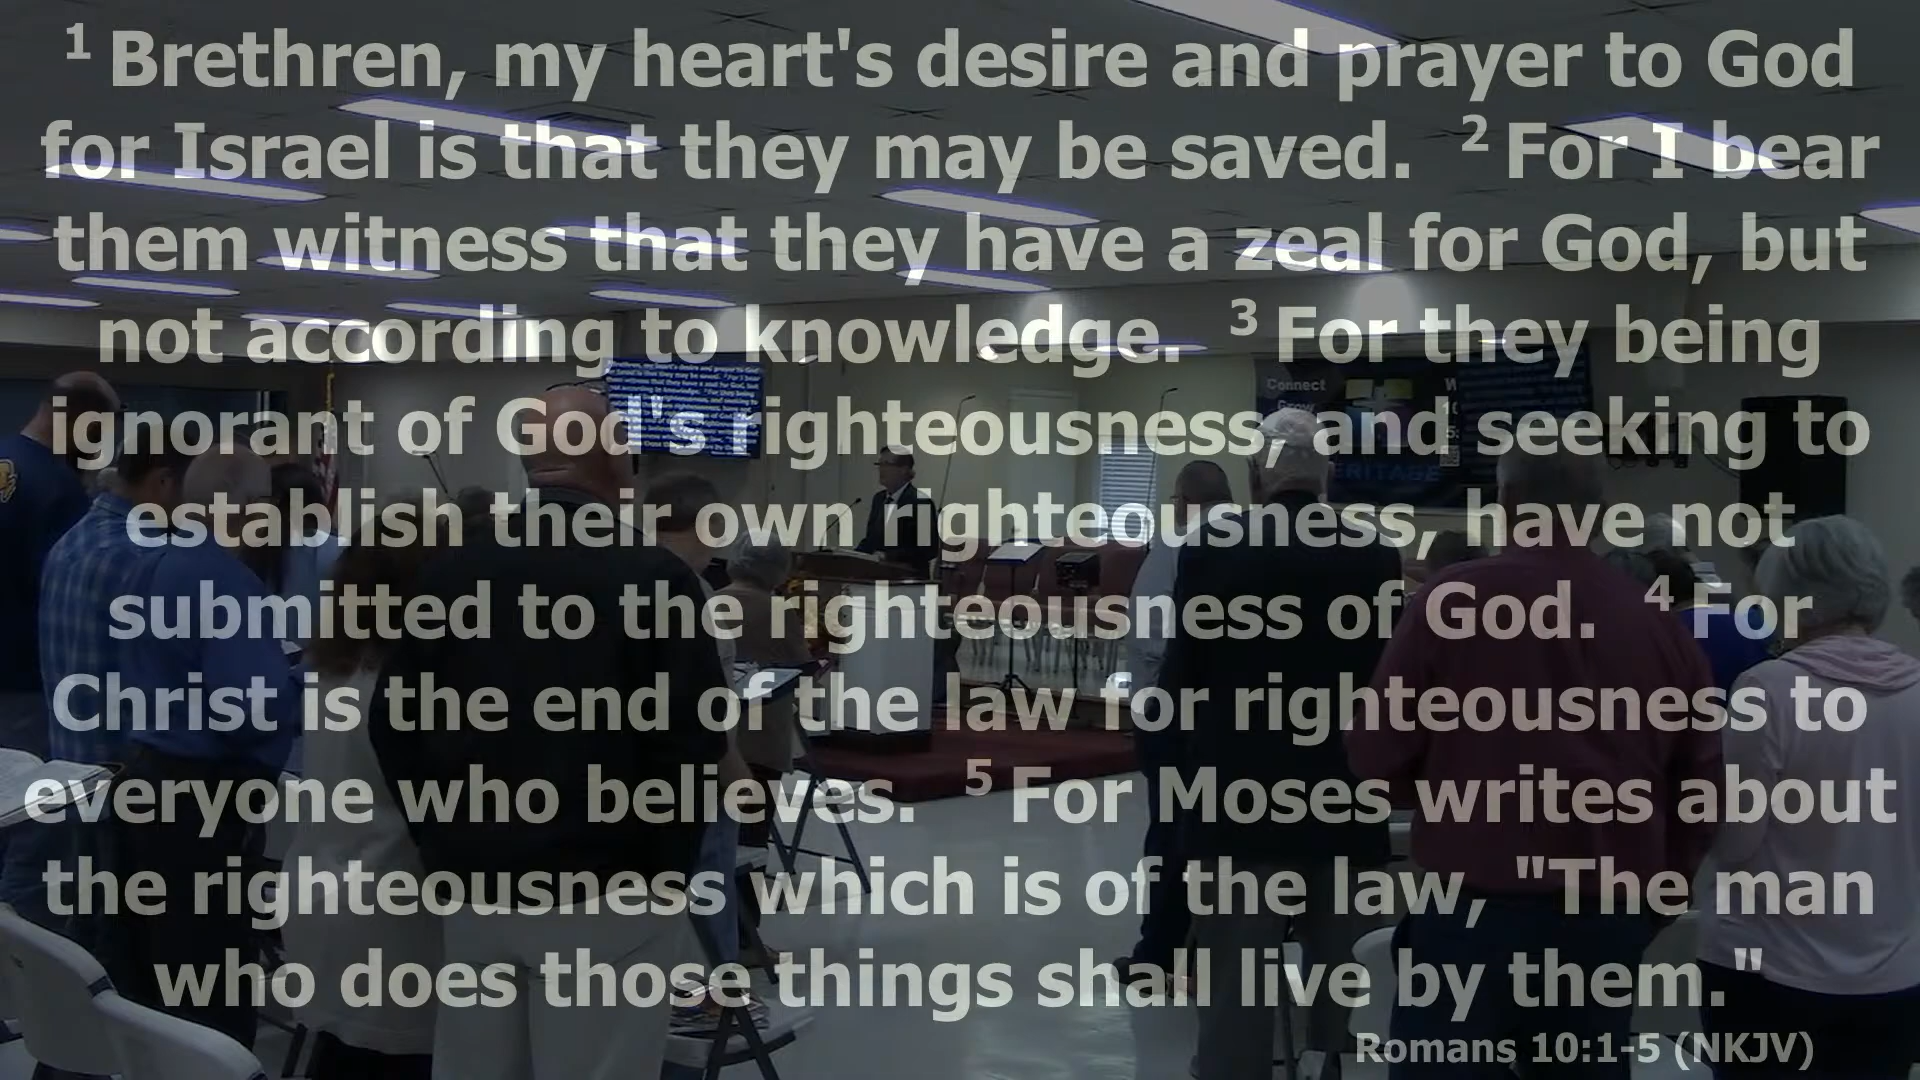 1 Brethren, my heart's desire and prayer to God
for Israel is that they may be saved. 2 For I bear
them witness that they have a zeal for God, but
not according to knowledge. 3 For they being
ignorant of God's righteousness, and seeking to
establish their own righteousness, have not
submitted to the righteousness of God. 4 For
Christ is the end of the law for righteousness to
everyone who believes. 5 For Moses writes about
the righteousness which is of the law, "The man
who does those things shall live by them."
Romans 10:1-5 (NKJV)
Connect
Grow